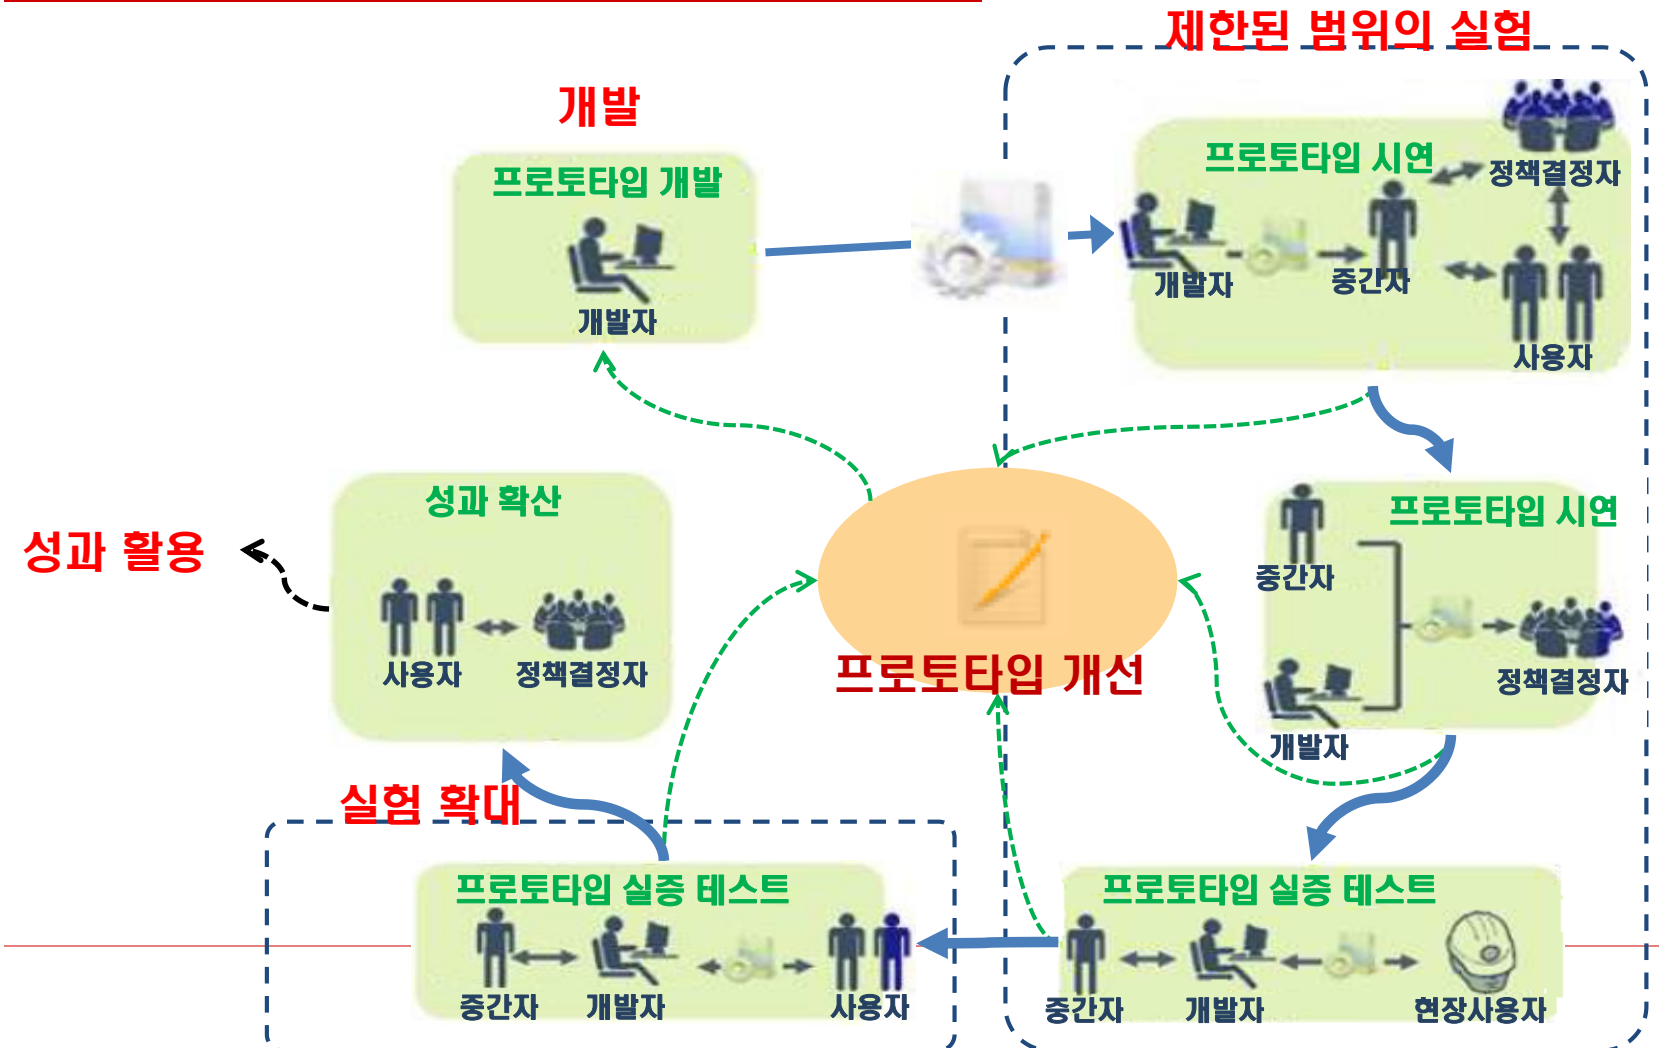 제한된 범위의 실험
개발
프로토타입 개발
개발자
프로토타입 시연
정책결정자
개발자
중간자
사용자
프로토타입 시연
중간자
정책결정자
개발자
성과 확산
사용자
정책결정자
성과 활용
프로토타입 개선
실험 확대
프로토타입 실증 테스트
중간자
개발자
사용자
프로토타입 실증 테스트
중간자
개발자
현장사용자